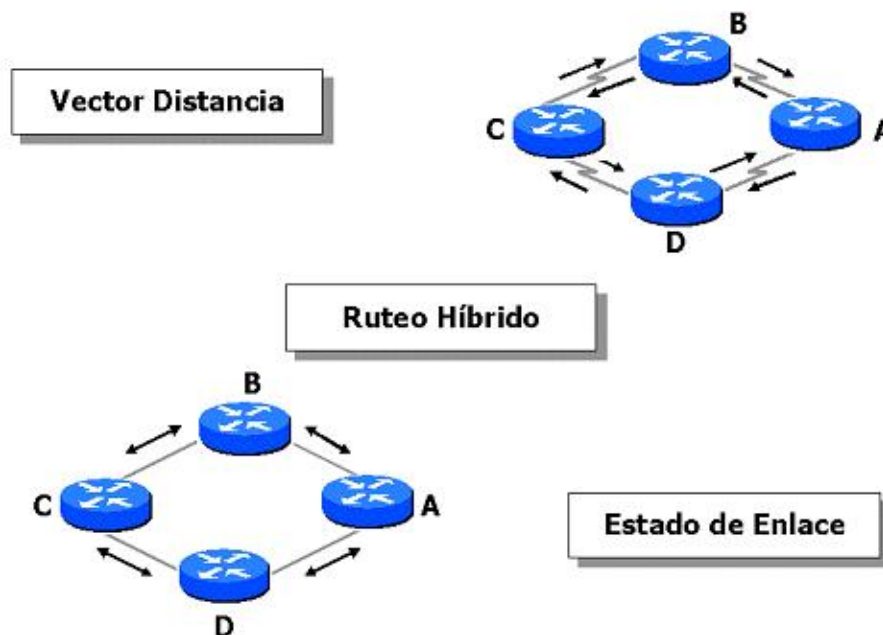 B
Vector Distancia
C
A
D
Ruteo Híbrido
B
C
A
Estado de Enlace
D